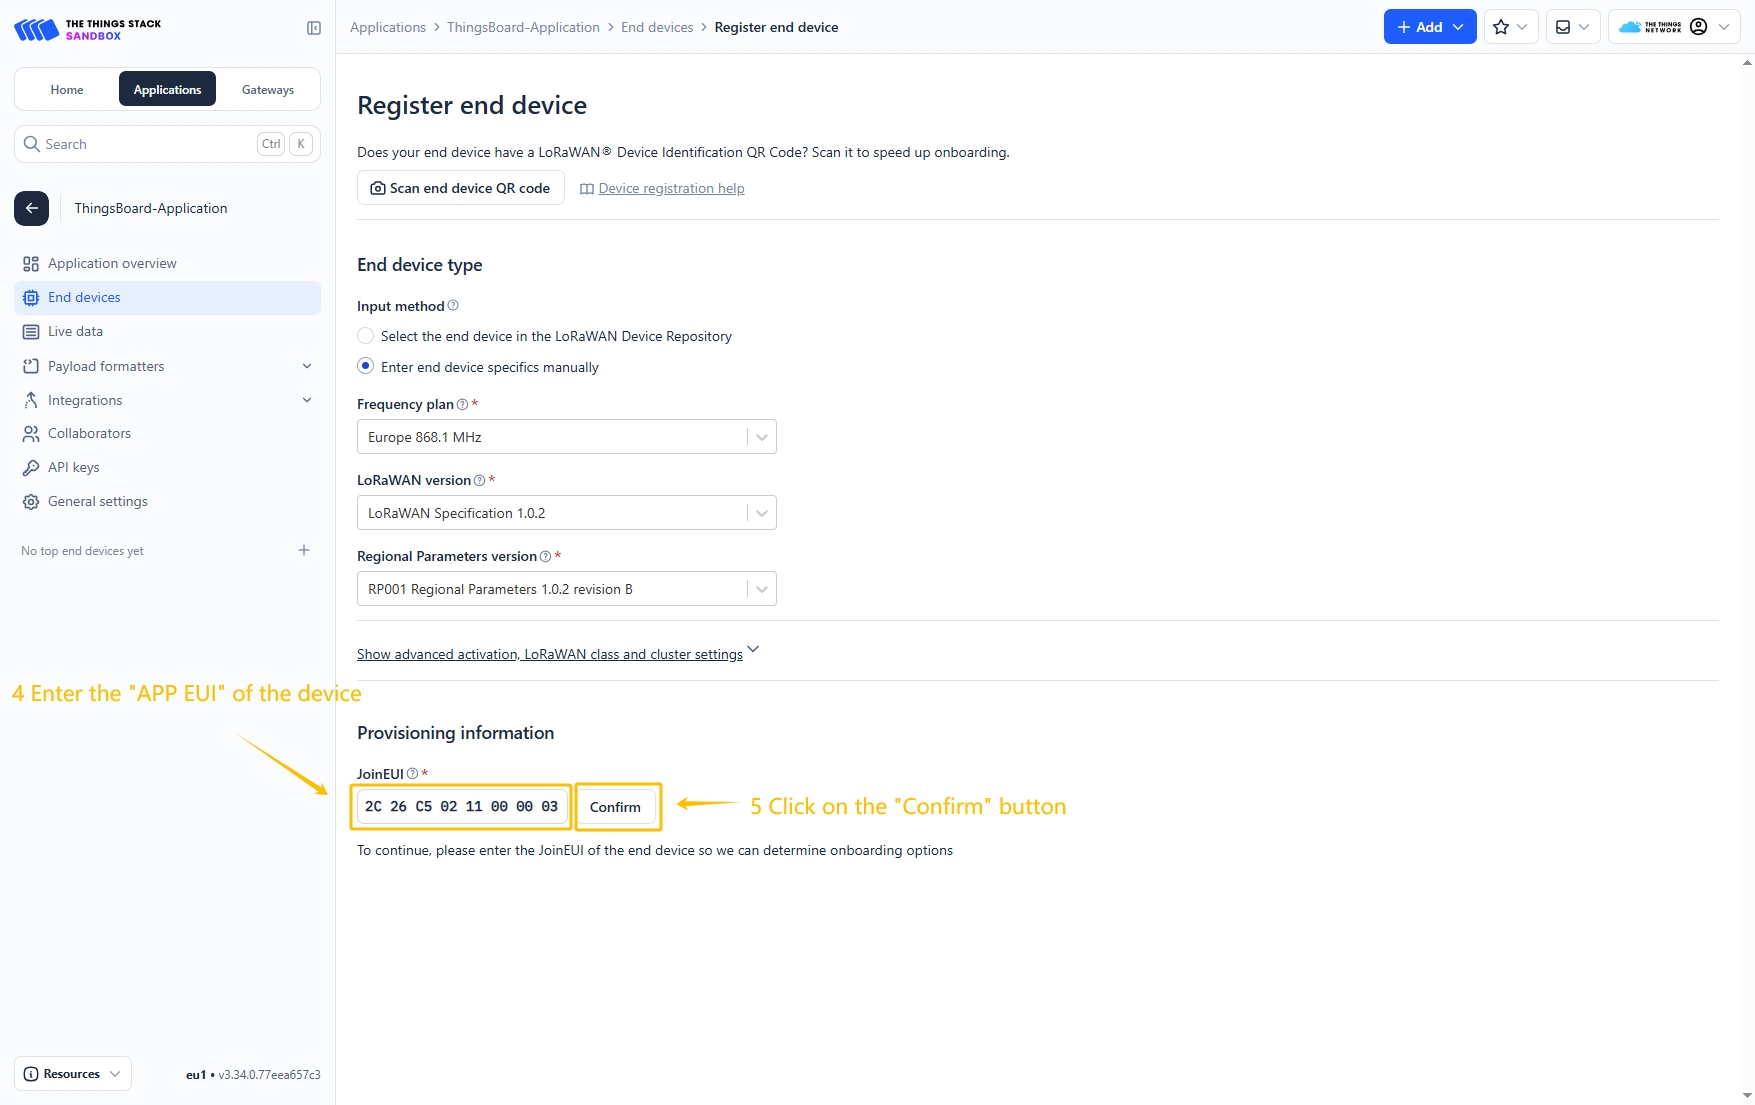 THE THINGS STACK
SANDBOX
Home
Applications
Gateways
Search
Ctrl
K
ThingsBoard-Application
Application overview
End devices
Live data
Payload formatters
Integrations
Collaborators
API keys
General settings
No top end devices yet
Resources
eu1 • v3.34.0.77eea657c3
Applications > ThingsBoard-Application > End devices > Register end device
+ Add
THE THINGS
NETWORK
Register end device
Does your end device have a LoRaWAN® Device Identification QR Code? Scan it to speed up onboarding.
Scan end device QR code
Device registration help
End device type
Input method
Select the end device in the LoRaWAN Device Repository
Enter end device specifics manually
Frequency plan *
Europe 868.1 MHz
LoRaWAN version *
LoRaWAN Specification 1.0.2
Regional Parameters version *
RP001 Regional Parameters 1.0.2 revision B
Show advanced activation, LoRaWAN class and cluster settings
4 Enter the "APP EUI" of the device
Provisioning information
JoinEUI *
2C 26 C5 02 11 00 00 03
Confirm
5 Click on the "Confirm" button
To continue, please enter the JoinEUI of the end device so we can determine onboarding options